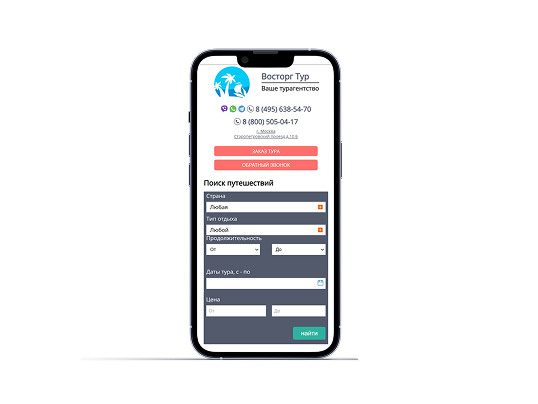 Восторг Тур
Ваше турагентство
8 (495) 638-54-70
8 (800) 505-04-17
г. Москва
Старопетровский проезд д.10 Б
ЗАКАЗ ТУРА
ОБРАТНЫЙ ЗВОНОК
Поиск путешествий
Страна
Любая
Тип отдыха
Любой
Продолжительность
От До
Даты тура, с - по
Цена
От До
найти